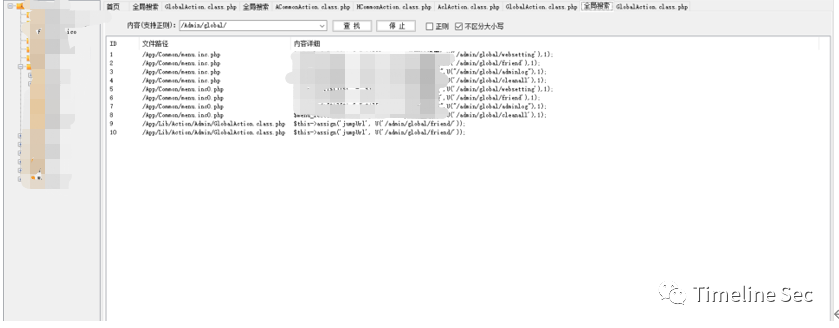 首页 全局搜索 GlobalAction.class.php 全局搜索 ACommonAction.class.php MCommonAction.class.php AclAction.class.php GlobalAction.class.php 全局搜索 GlobalAction.class.php
内容(支持正则): /Admin/global/ 查 找 停 止 正则 不区分大小写
ID 文件路径 内容详细
1 /App/Common/menu.inc.php /admin/global/websetting'),1);
2 /App/Common/menu.inc.php ",U('/admin/global/friend'),1);
3 /App/Common/menu.inc.php ",U("/admin/global/adminlog"),1);
4 /App/Common/menu.inc.php U('/admin/global/cleanall'),1);
5 /App/Common/menu.inc0.php U('/admin/global/websetting'),1);
6 /App/Common/menu.inc0.php ,U('/admin/global/friend'),1);
7 /App/Common/menu.inc0.php ",U("/admin/global/adminlog"),1);
8 /App/Common/menu.inc0.php U('/admin/global/cleanall'),1);
9 /App/Lib/Action/Admin/GlobalAction.class.php $this->assign('jumpUrl', U('/admin/global/friend/'));
10 /App/Lib/Action/Admin/GlobalAction.class.php $this->assign('jumpUrl', U('/admin/global/friend/'));
Timeline Sec